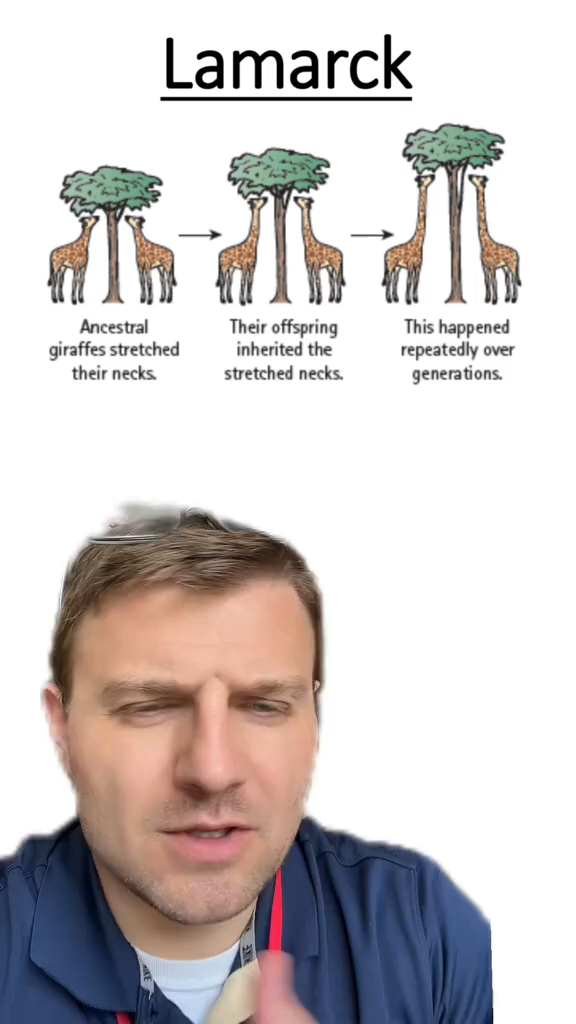 Lamarck
Ancestral
giraffes stretched
their necks.
Their offspring
inherited the
stretched necks.
This happened
repeatedly over
generations.